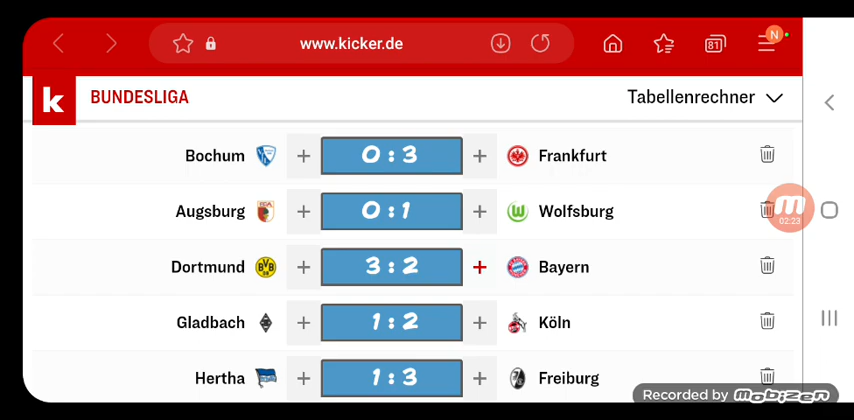 www.kicker.de
81
N
k
BUNDESLIGA
Tabellenrechner
Bochum + 0 : 3 + Frankfurt
Augsburg + 0 : 1 + Wolfsburg
02:23
Dortmund + 3 : 2 + Bayern
Gladbach + 1 : 2 + Köln
Hertha + 1 : 3 + Freiburg
Recorded by mobizen